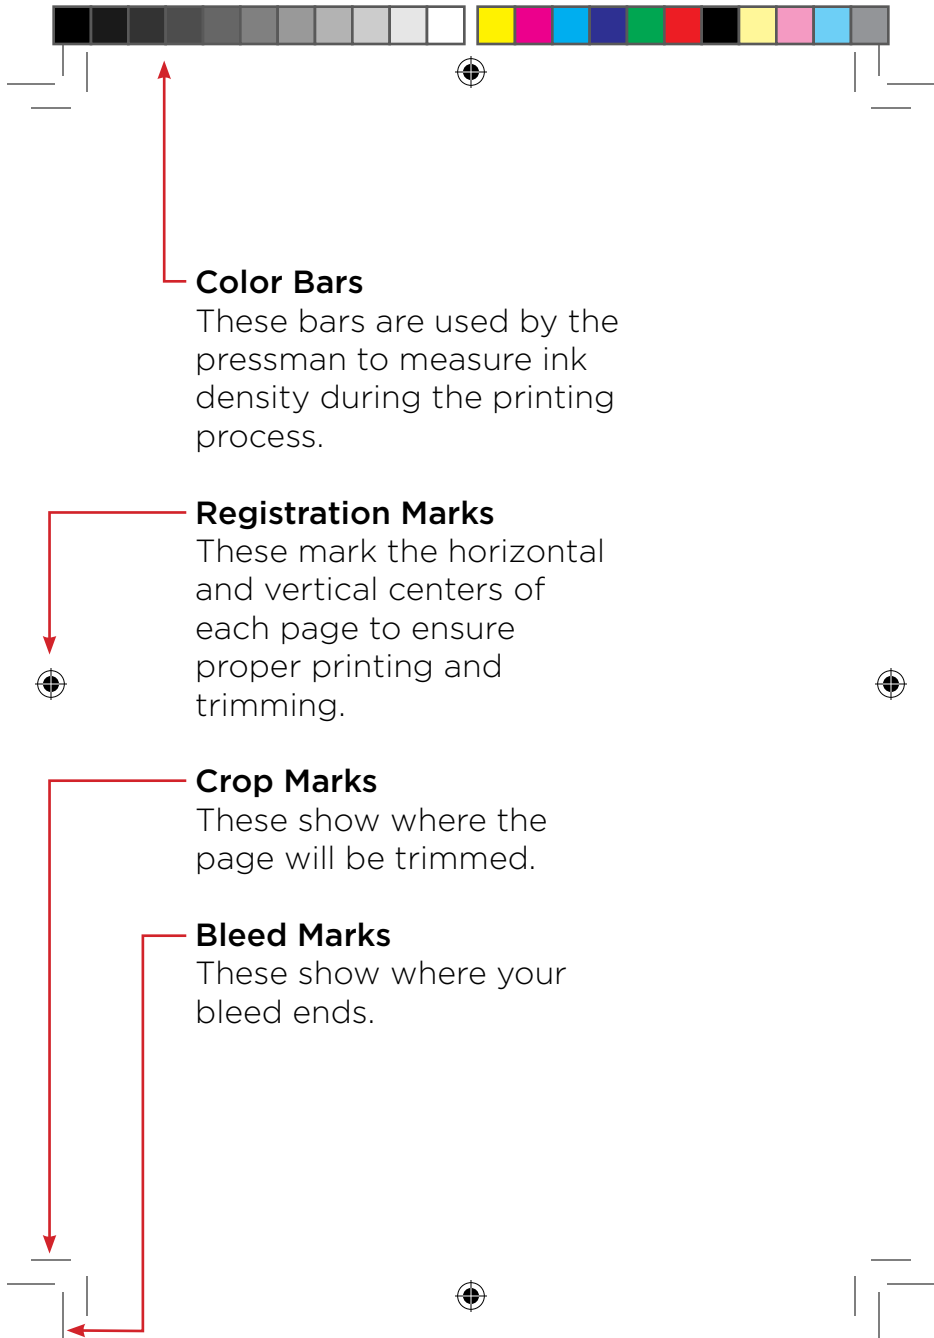 Color Bars
These bars are used by the
pressman to measure ink
density during the printing
process.
Registration Marks
These mark the horizontal
and vertical centers of
each page to ensure
proper printing and
trimming.
Crop Marks
These show where the
page will be trimmed.
Bleed Marks
These show where your
bleed ends.